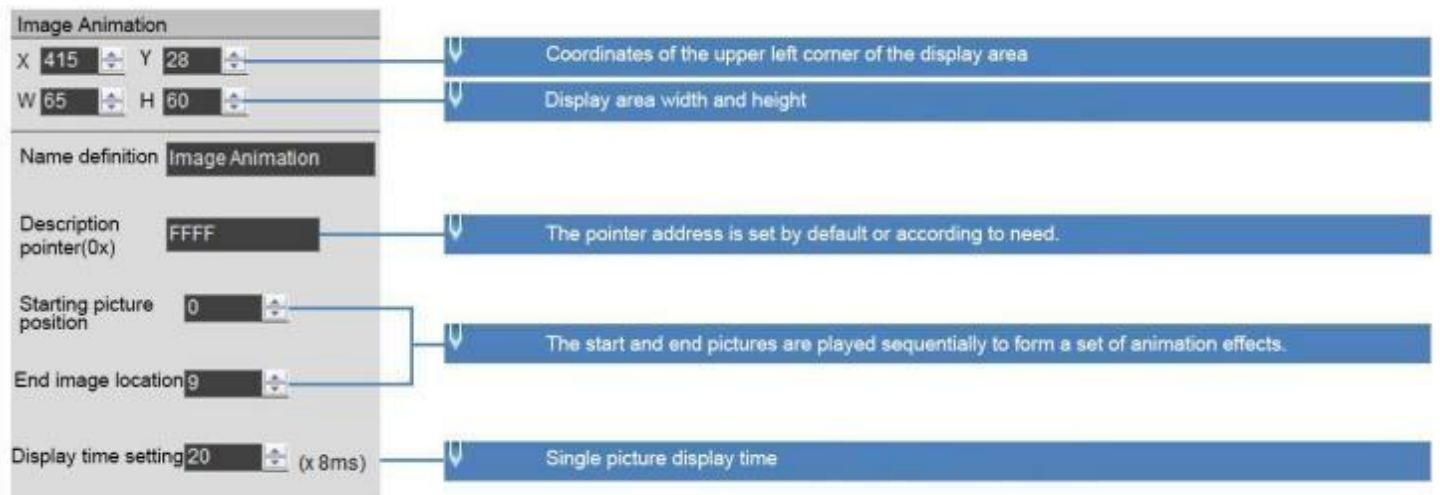 Image Animation
X 415 Y 28
Coordinates of the upper left corner of the display area
W 65 H 60
Display area width and height
Name definition Image Animation
Description
pointer(0x)
FFFF
The pointer address is set by default or according to need.
Starting picture
position
0
The start and end pictures are played sequentially to form a set of animation effects.
End image location 9
Display time setting 20 (x 8ms)
Single picture display time